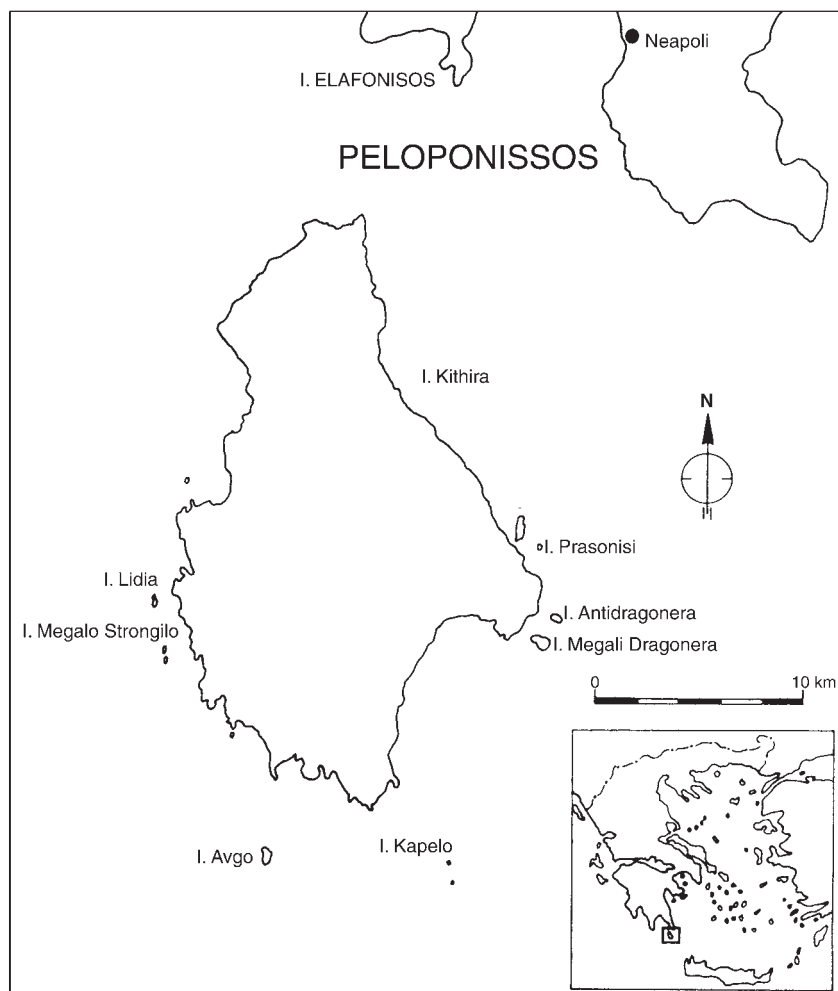 Neapoli
I. ELAFONISOS
PELOPONISSOS
I. Kithira
N
I. Prasonisi
I. Lidia
I. Antidragonera
I. Megalo Strongilo
I. Megali Dragonera
0 10 km
I. Avgo
I. Kapelo